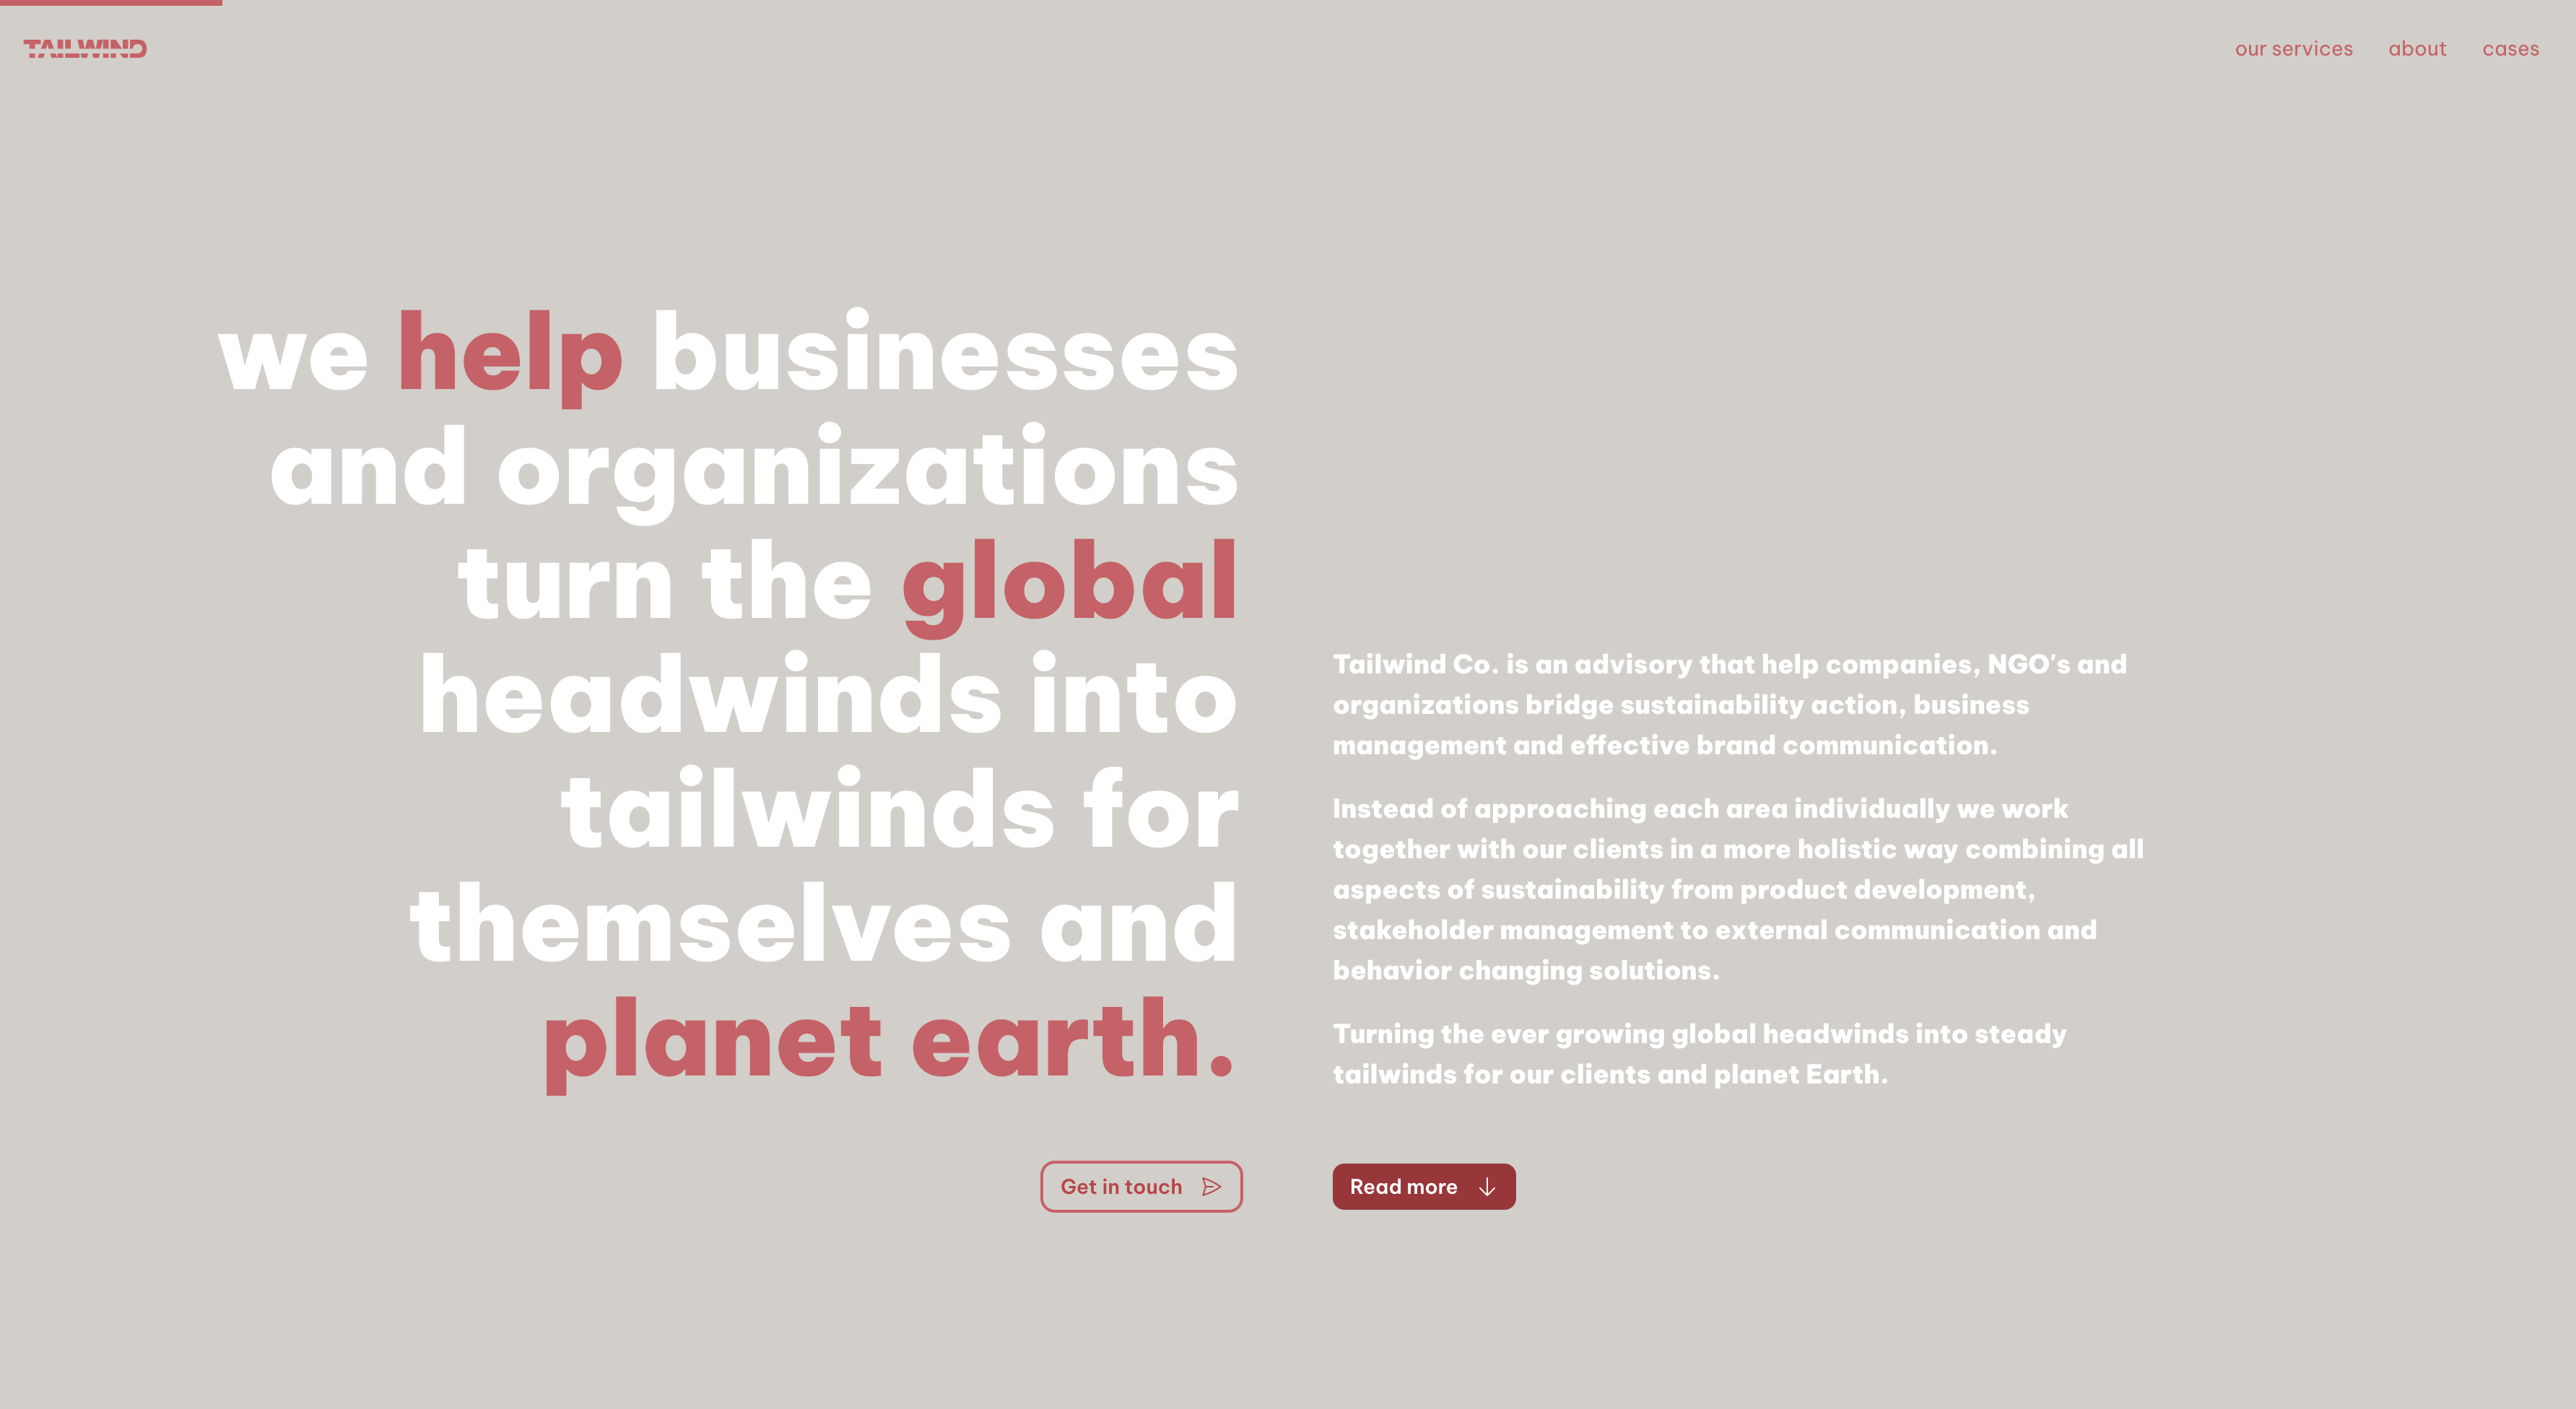 TAILWIND
our services
about
cases
we help businesses
and organizations
turn the global
headwinds into
tailwinds for
themselves and
planet earth.
Tailwind Co. is an advisory that help companies, NGO's and
organizations bridge sustainability action, business
management and effective brand communication.
Instead of approaching each area individually we work
together with our clients in a more holistic way combining all
aspects of sustainability from product development,
stakeholder management to external communication and
behavior changing solutions.
Turning the ever growing global headwinds into steady
tailwinds for our clients and planet Earth.
Get in touch
Read more